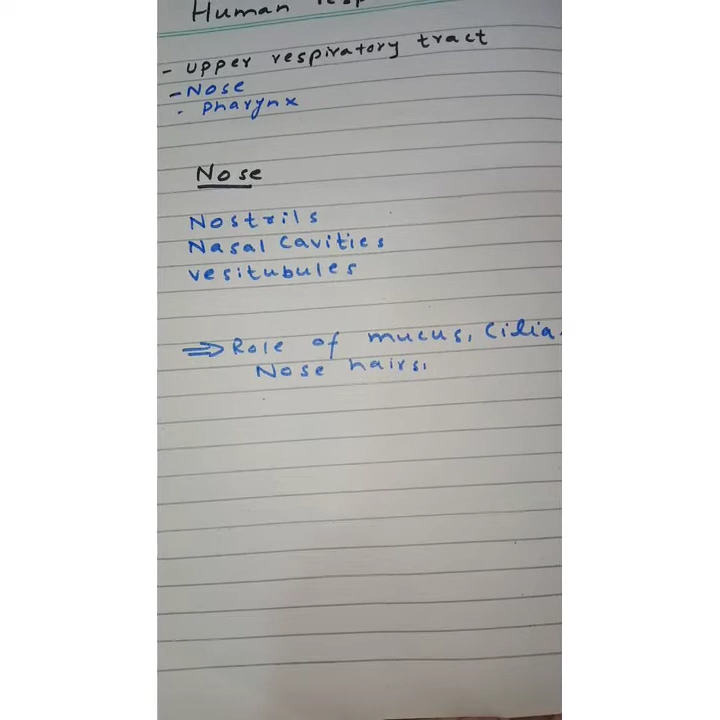 Human
- upper respiratory tract
- Nose
- Pharynx
Nose
Nostrils
Nasal Cavities
vesitubules
⇒ Role of mucus, Cilia,
Nose hairs,